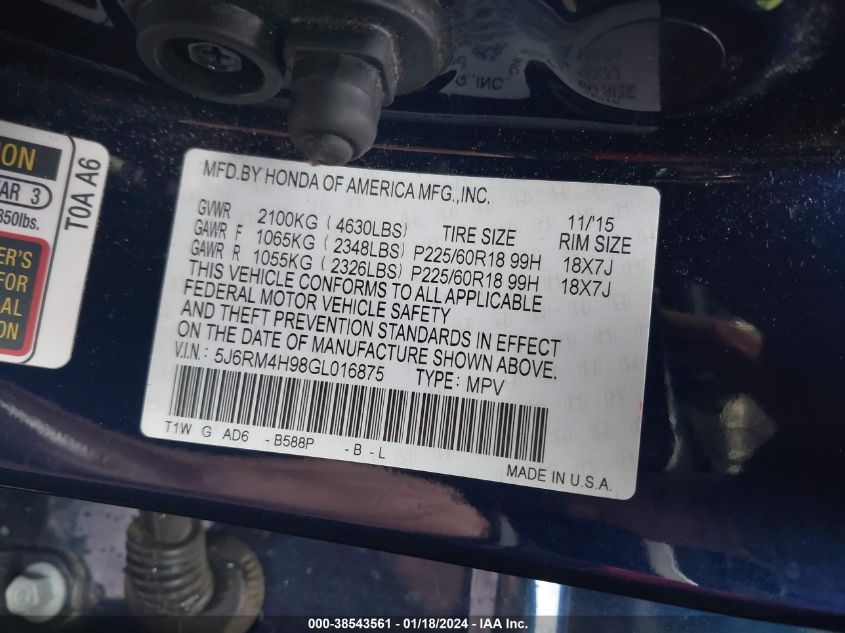 ION
AR 3
850lbs.
ER'S
FOR
AL
ON
T0A A6
MFD.BY HONDA OF AMERICA MFG.,INC.
11/'15
GVWR 2100KG ( 4630LBS) TIRE SIZE RIM SIZE
GAWR F 1065KG ( 2348LBS) P225/60R18 99H 18X7J
GAWR R 1055KG ( 2326LBS) P225/60R18 99H 18X7J
THIS VEHICLE CONFORMS TO ALL APPLICABLE
FEDERAL MOTOR VEHICLE SAFETY
AND THEFT PREVENTION STANDARDS IN EFFECT
ON THE DATE OF MANUFACTURE SHOWN ABOVE.
V.I.N.: 5J6RM4H98GL016875 TYPE: MPV
T1W G AD6 - B588P - B - L
MADE IN U.S.A.
000-38543561 / 01/18/2024 - IAA Inc.